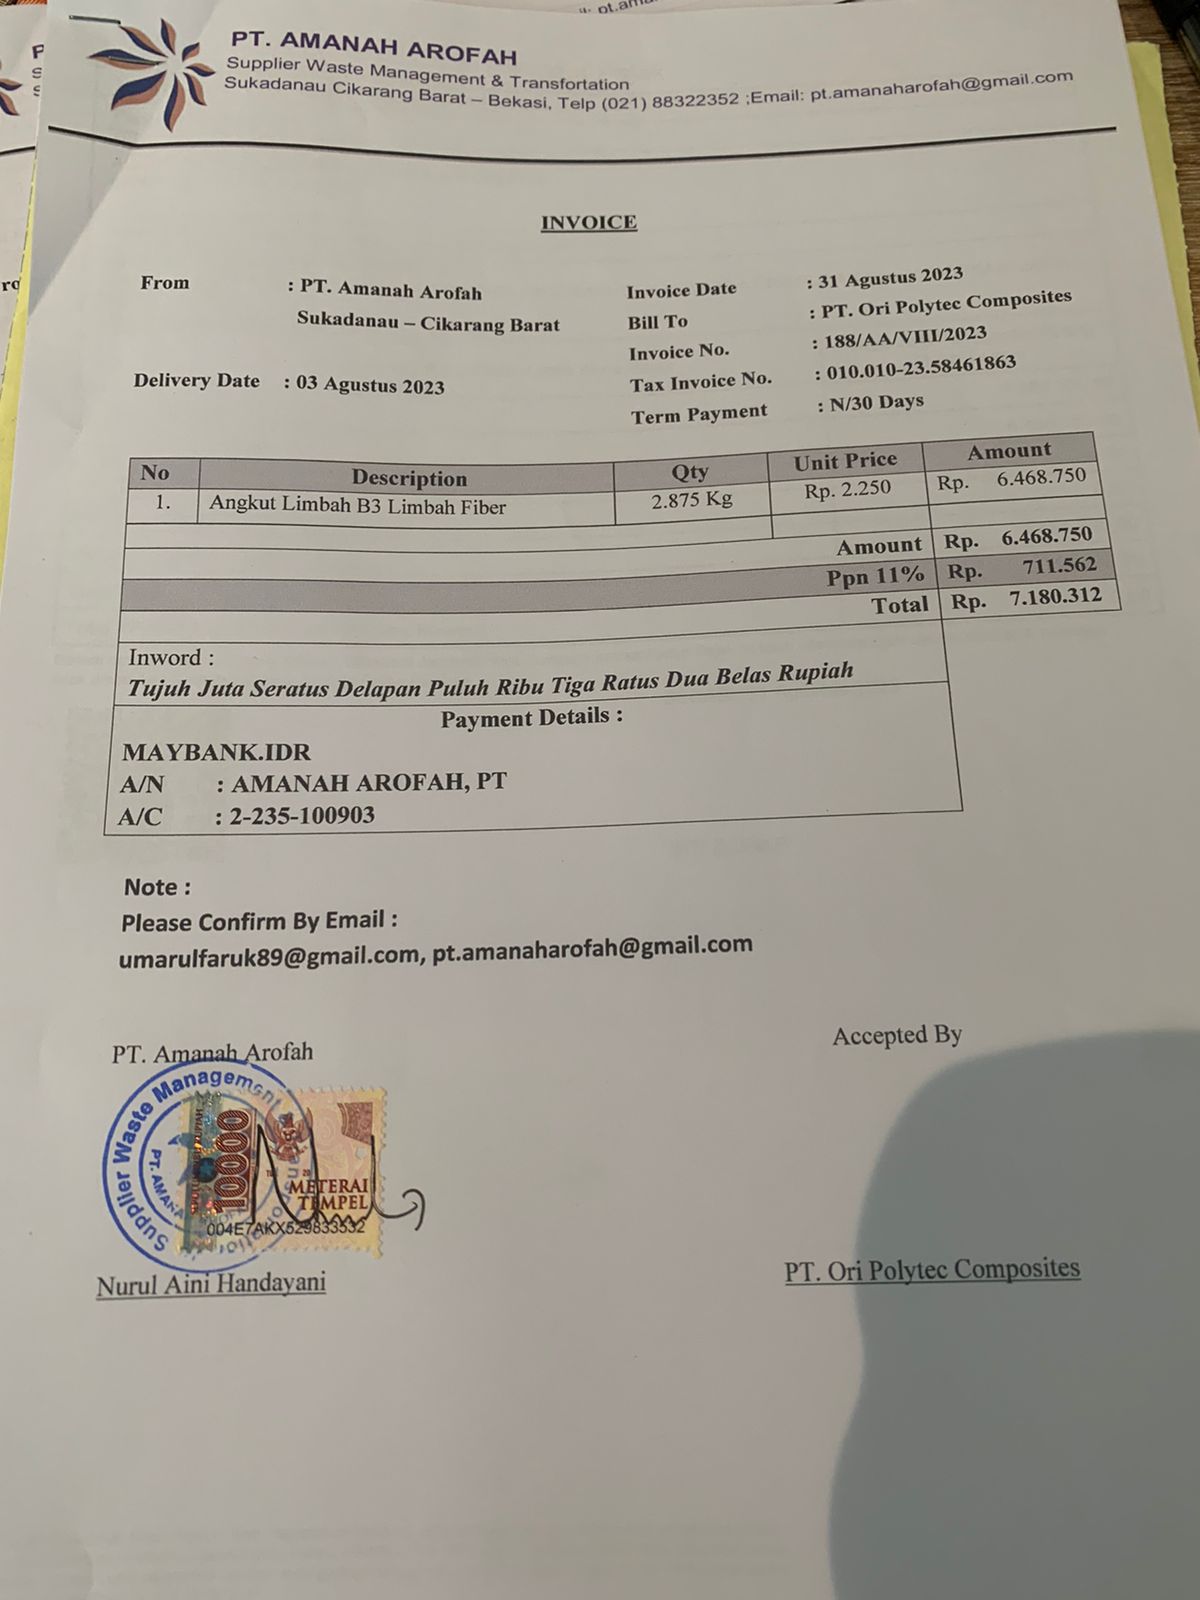 PT. AMANAH AROFAH
Supplier Waste Management & Transfortation
Sukadanau Cikarang Barat – Bekasi, Telp (021) 88322352 ;Email: pt.amanaharofah@gmail.com
INVOICE
From : PT. Amanah Arofah
Sukadanau – Cikarang Barat
Delivery Date : 03 Agustus 2023
Invoice Date : 31 Agustus 2023
Bill To : PT. Ori Polytec Composites
Invoice No. : 188/AA/VIII/2023
Tax Invoice No. : 010.010-23.58461863
Term Payment : N/30 Days
No Description Qty Unit Price Amount
1. Angkut Limbah B3 Limbah Fiber 2.875 Kg Rp. 2.250 Rp. 6.468.750
Amount Rp. 6.468.750
Ppn 11% Rp. 711.562
Total Rp. 7.180.312
Inword :
Tujuh Juta Seratus Delapan Puluh Ribu Tiga Ratus Dua Belas Rupiah
Payment Details :
MAYBANK.IDR
A/N : AMANAH AROFAH, PT
A/C : 2-235-100903
Note :
Please Confirm By Email :
umarulfaruk89@gmail.com, pt.amanaharofah@gmail.com
PT. Amanah Arofah
Accepted By
Supplier Waste Management
10000
METERAI
TEMPEL
004E7AKX529833532
Nurul Aini Handayani
PT. Ori Polytec Composites